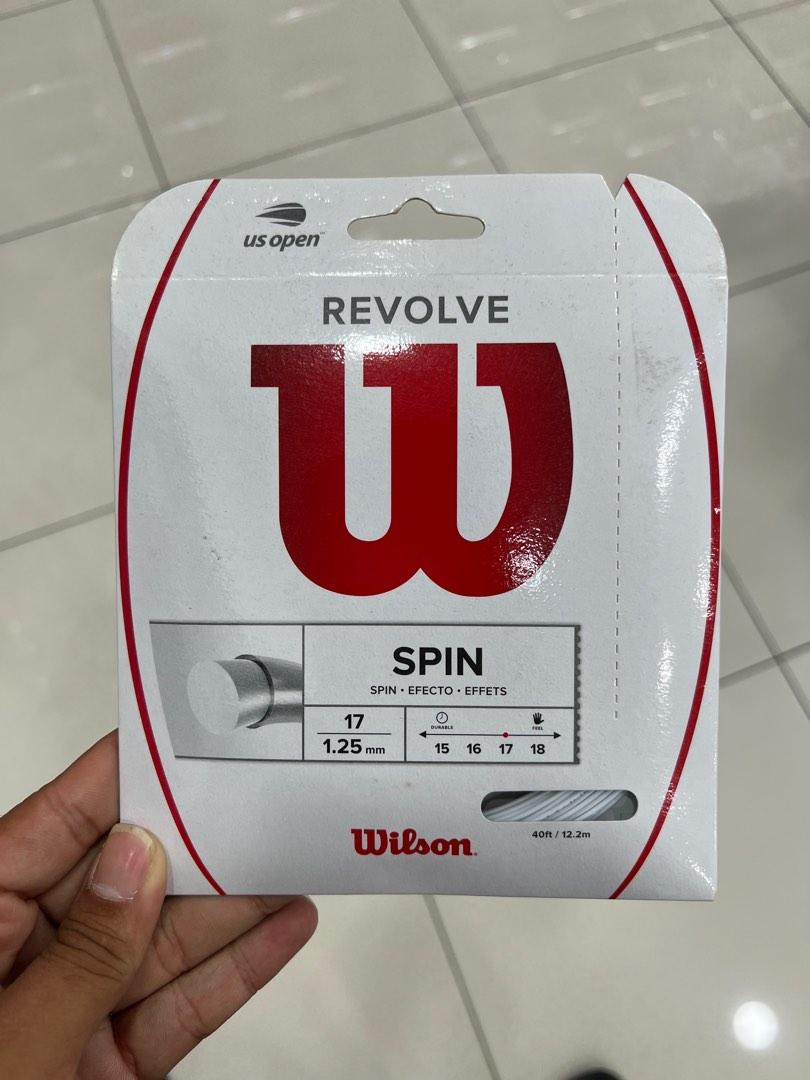 us open
REVOLVE
W
SPIN
SPIN • EFECTO • EFFETS
17
1.25 mm
DURABLE
FEEL
15 16 17 18
40ft / 12.2m
Wilson